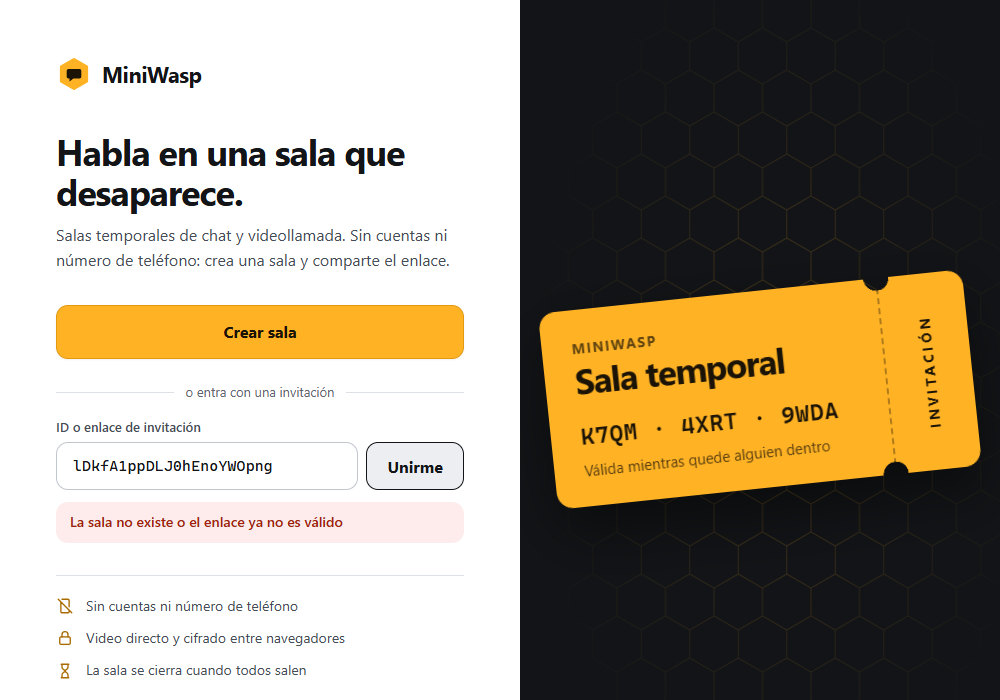 MiniWasp
Habla en una sala que
desaparece.
Salas temporales de chat y videollamada. Sin cuentas ni
número de teléfono: crea una sala y comparte el enlace.
Crear sala
o entra con una invitación
ID o enlace de invitación
lDkfA1ppDLJ0hEnoYWOpng
Unirme
La sala no existe o el enlace ya no es válido
Sin cuentas ni número de teléfono
Video directo y cifrado entre navegadores
La sala se cierra cuando todos salen
MINIWASP
Sala temporal
K7QM · 4XRT · 9WDA
Válida mientras quede alguien dentro
INVITACIÓN